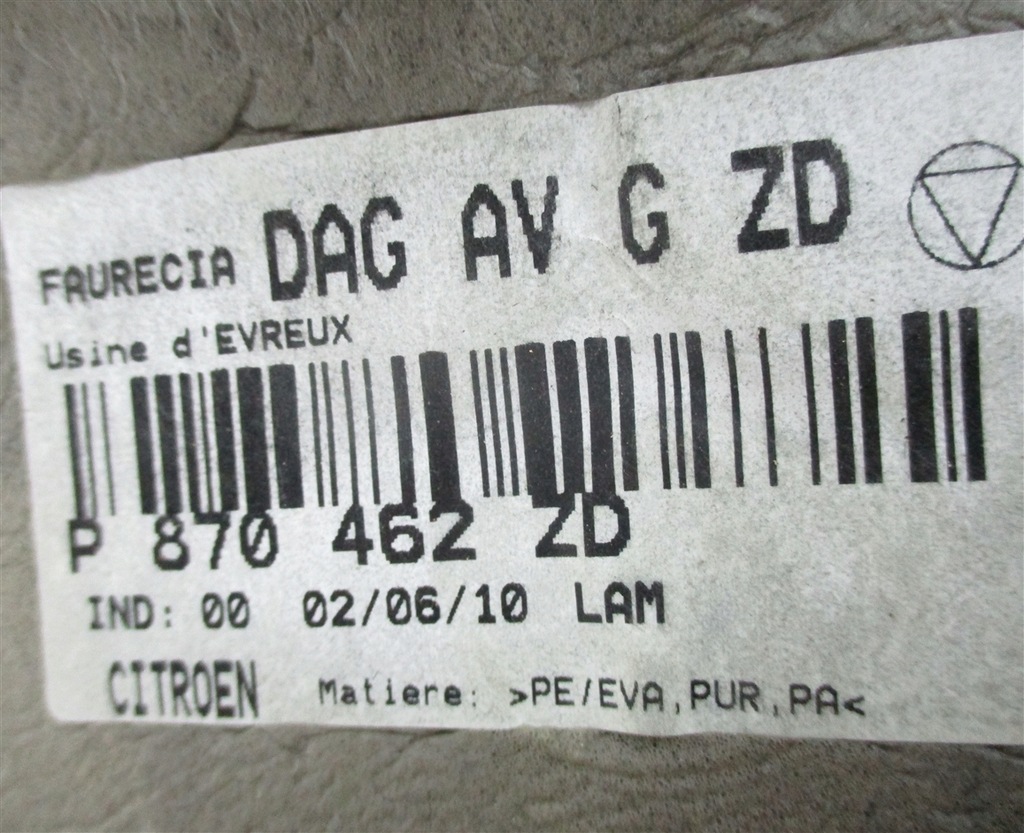 FAURECIA DAG AV G ZD
Usine d'EVREUX
P 870 462 ZD
IND: 00 02/06/10 LAM
CITROEN Matiere: >PE/EVA,PUR,PA<